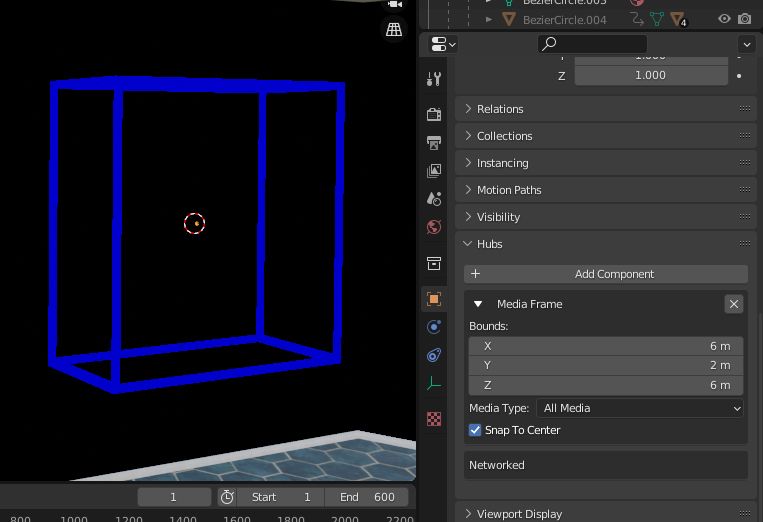 BezierCircle.003
BezierCircle.004
4
Y 1.000
Z 1.000
Relations
Collections
Instancing
Motion Paths
Visibility
Hubs
+ Add Component
Media Frame
Bounds:
X 6 m
Y 2 m
Z 6 m
Media Type: All Media
Snap To Center
Networked
Viewport Display
1 Start 1 End 600
800 1000 1200 1400 1600 1800 2000 2200